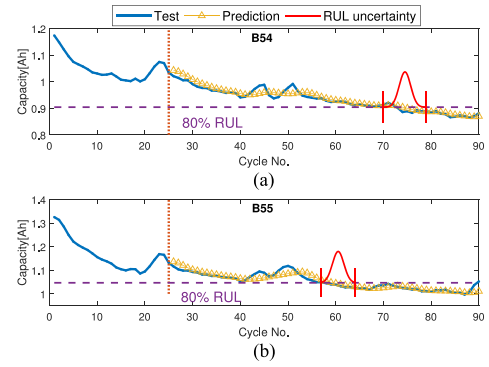 Test Prediction RUL uncertainty
B54
Capacity[Ah]
1.2
1.1
1
0.9
0.8
80% RUL
0 10 20 30 40 50 60 70 80 90
Cycle No.
(a)
B55
Capacity[Ah]
1.4
1.3
1.2
1.1
1
80% RUL
0 10 20 30 40 50 60 70 80 90
Cycle No.
(b)